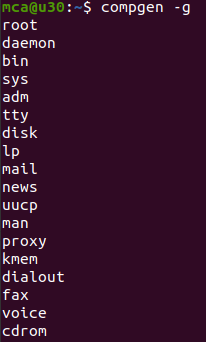 mca@u30:~$ compgen -g
root
daemon
bin
sys
adm
tty
disk
lp
mail
news
uucp
man
proxy
kmem
dialout
fax
voice
cdrom